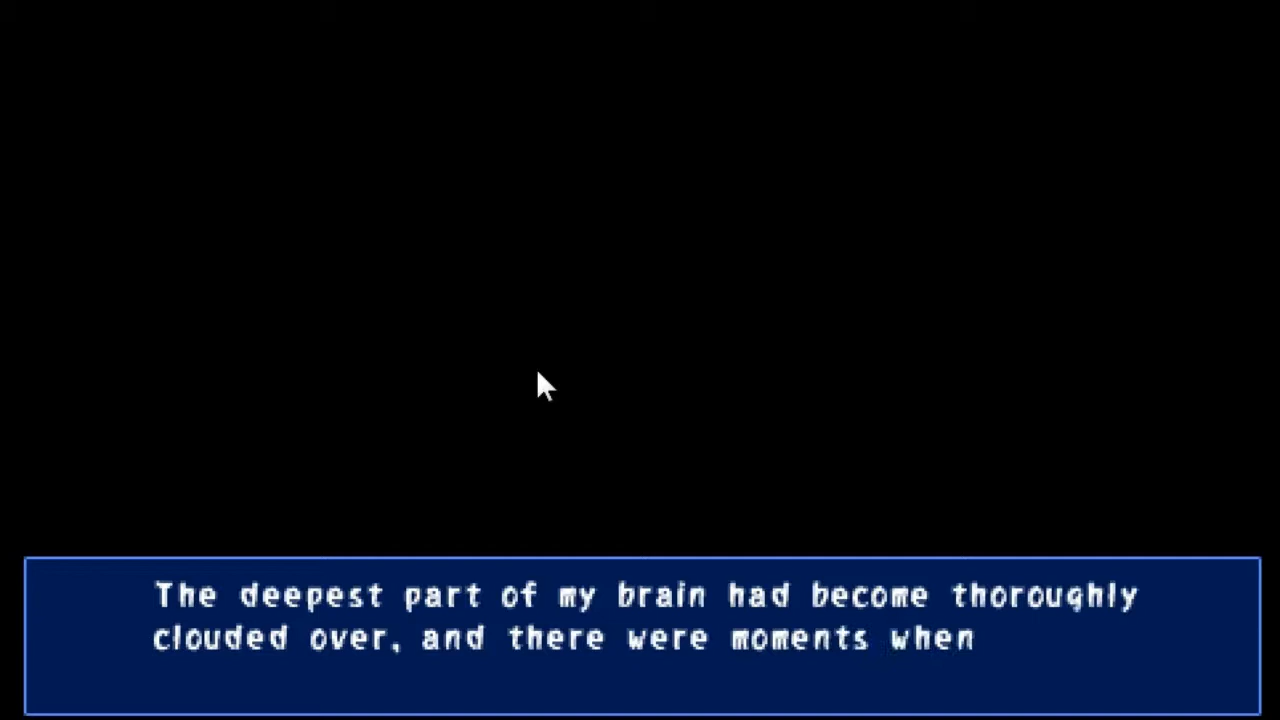 The deepest part of my brain had become thoroughly
clouded over, and there were moments when